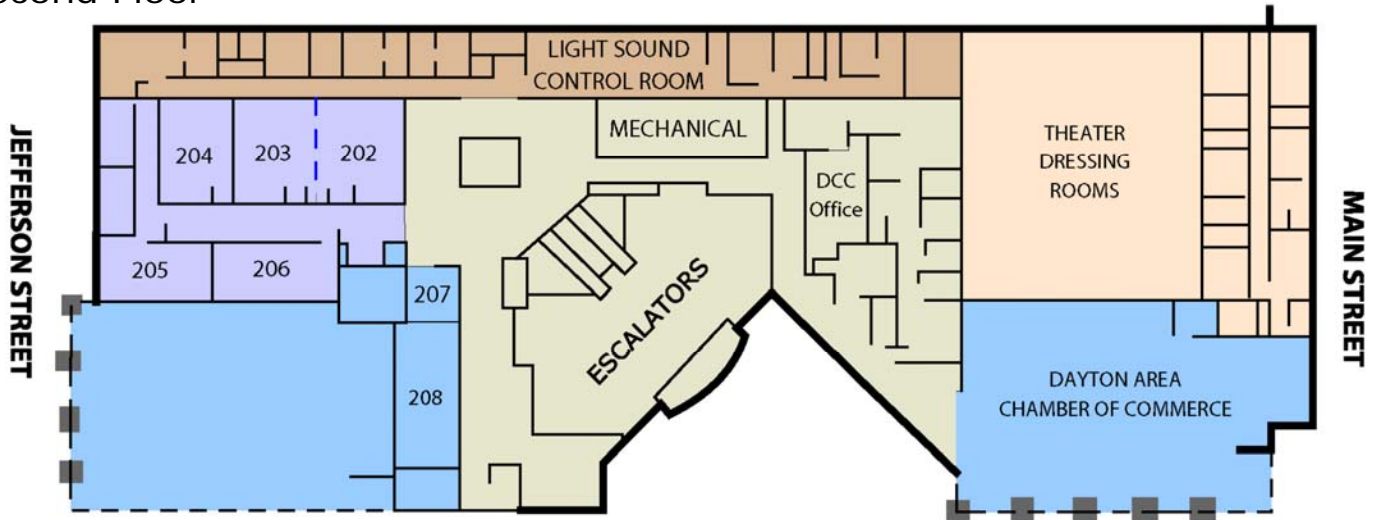 LIGHT SOUND
CONTROL ROOM
MECHANICAL
204
203
202
DCC
Office
THEATER
DRESSING
ROOMS
JEFFERSON STREET
MAIN STREET
205
206
207
ESCALATORS
208
DAYTON AREA
CHAMBER OF COMMERCE